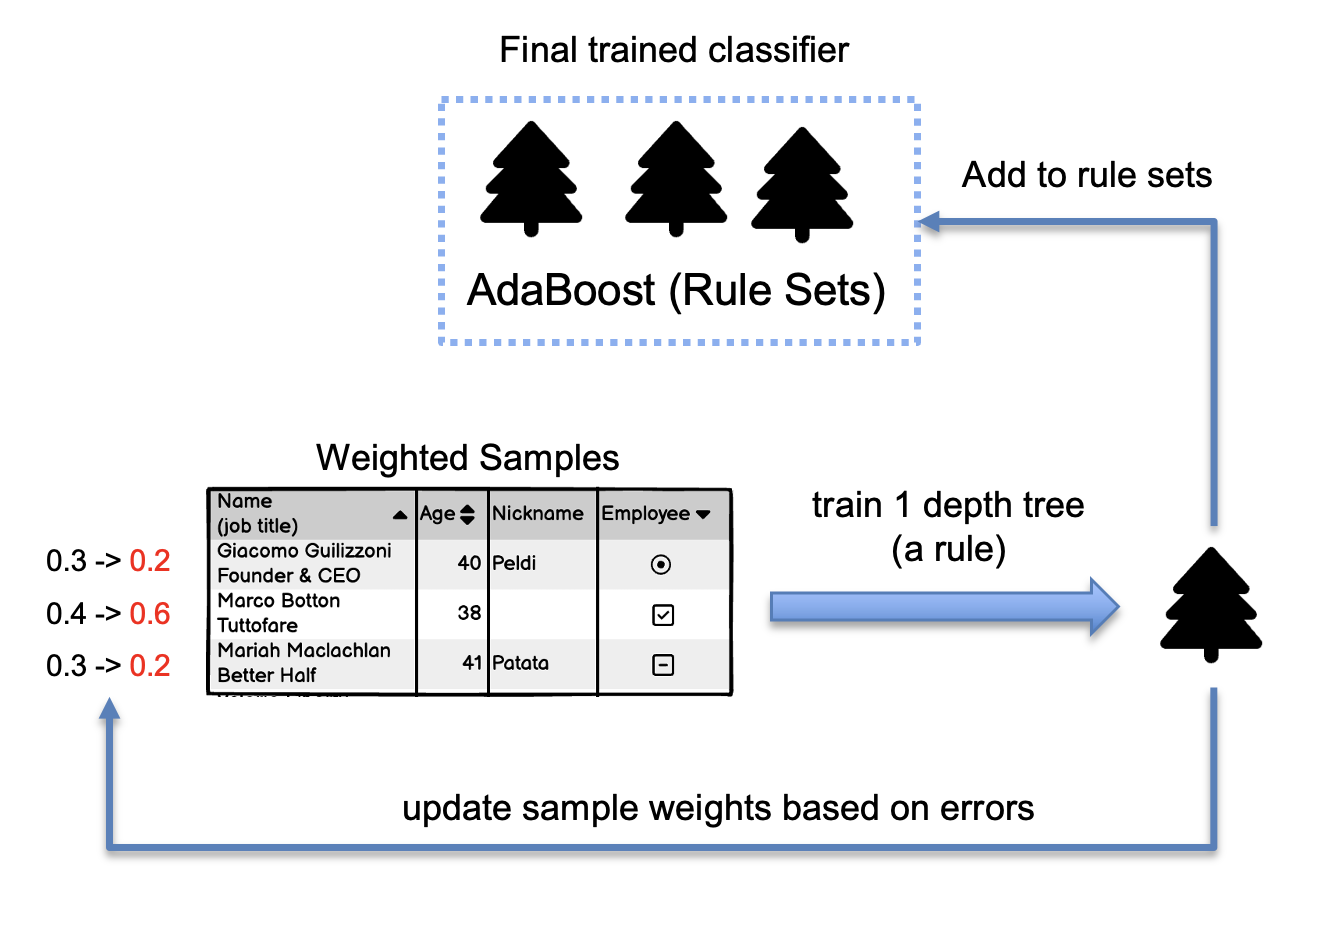 Final trained classifier
Add to rule sets
AdaBoost (Rule Sets)
Weighted Samples
Name
(job title)
Age
Nickname
Employee
train 1 depth tree
(a rule)
0.3 -> 0.2
Giacomo Guilizzoni
Founder & CEO
40
Peldi
0.4 -> 0.6
Marco Botton
Tuttofare
38
0.3 -> 0.2
Mariah Maclachlan
Better Half
41
Patata
update sample weights based on errors